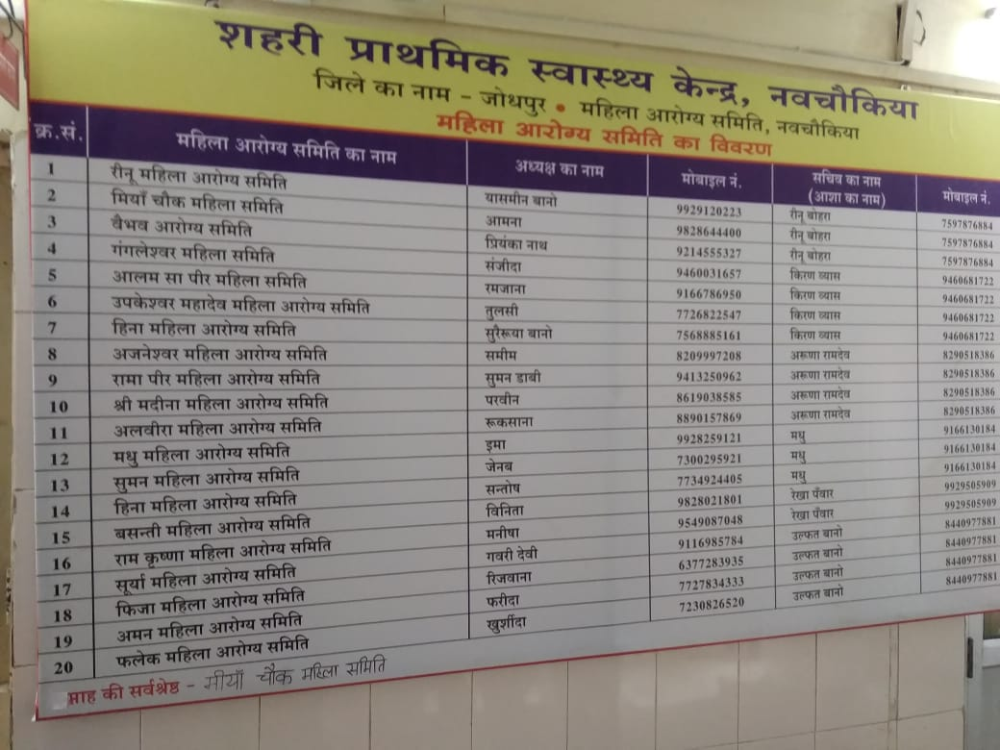 शहरी प्राथमिक स्वास्थ्य केन्द्र, नवचौकिया
जिले का नाम - जोधपुर • महिला आरोग्य समिति, नवचौकिया
महिला आरोग्य समिति का विवरण
क्र.सं. महिला आरोग्य समिति का नाम अध्यक्ष का नाम मोबाईल नं. सचिव का नाम (आशा का नाम) मोबाईल नं.
1 रीनू महिला आरोग्य समिति यासमीन बानो 9929120223 रीनू बोहरा 7597876884
2 मियाँ चौक महिला समिति आमना 9828644400 रीनू बोहरा 7597876884
3 वैभव आरोग्य समिति प्रियंका नाथ 9214555327 रीनू बोहरा 7597876884
4 गंगलेश्वर महिला समिति संजीदा 9460031657 किरण व्यास 9460681722
5 आलम सा पीर महिला समिति रमजाना 9166786950 किरण व्यास 9460681722
6 उपकेश्वर महादेव महिला आरोग्य समिति तुलसी 7726822547 किरण व्यास 9460681722
7 हिना महिला आरोग्य समिति सुरैरूया बानो 7568885161 किरण व्यास 9460681722
8 अजनेश्वर महिला आरोग्य समिति समीम 8209997208 अरूणा रामदेव 8290518386
9 रामा पीर महिला आरोग्य समिति सुमन डाबी 9413250962 अरूणा रामदेव 8290518386
10 श्री मदीना महिला आरोग्य समिति परवीन 8619038585 अरूणा रामदेव 8290518386
11 अलवीरा महिला आरोग्य समिति रूकसाना 8890157869 अरूणा रामदेव 8290518386
12 मधु महिला आरोग्य समिति इमा 9928259121 मधु 9166130184
13 सुमन महिला आरोग्य समिति जेनब 7300295921 मधु 9166130184
14 हिना महिला आरोग्य समिति सन्तोष 7734924405 मधु 9166130184
15 बसन्ती महिला आरोग्य समिति विनिता 9828021801 रेखा पँवार 9929505909
16 राम कृष्णा महिला आरोग्य समिति मनीषा 9549087048 रेखा पँवार 9929505909
17 सूर्या महिला आरोग्य समिति गवरी देवी 9116985784 उल्फत बानो 8440977881
18 फिजा महिला आरोग्य समिति रिजवाना 6377283935 उल्फत बानो 8440977881
19 अमन महिला आरोग्य समिति फरीदा 7727834333 उल्फत बानो 8440977881
20 फलेक महिला आरोग्य समिति खुर्शीदा 7230826520 उल्फत बानो 8440977881
माह की सर्वश्रेष्ठ - मीयाँ चौक महिला समिति